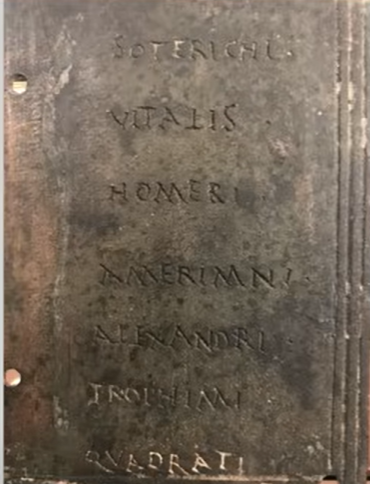 SOTERICHI ·
VITALIS ·
HOMERI ·
AMERIMNI ·
ALEXANDRI ·
TROPHIMI
QVADRATI